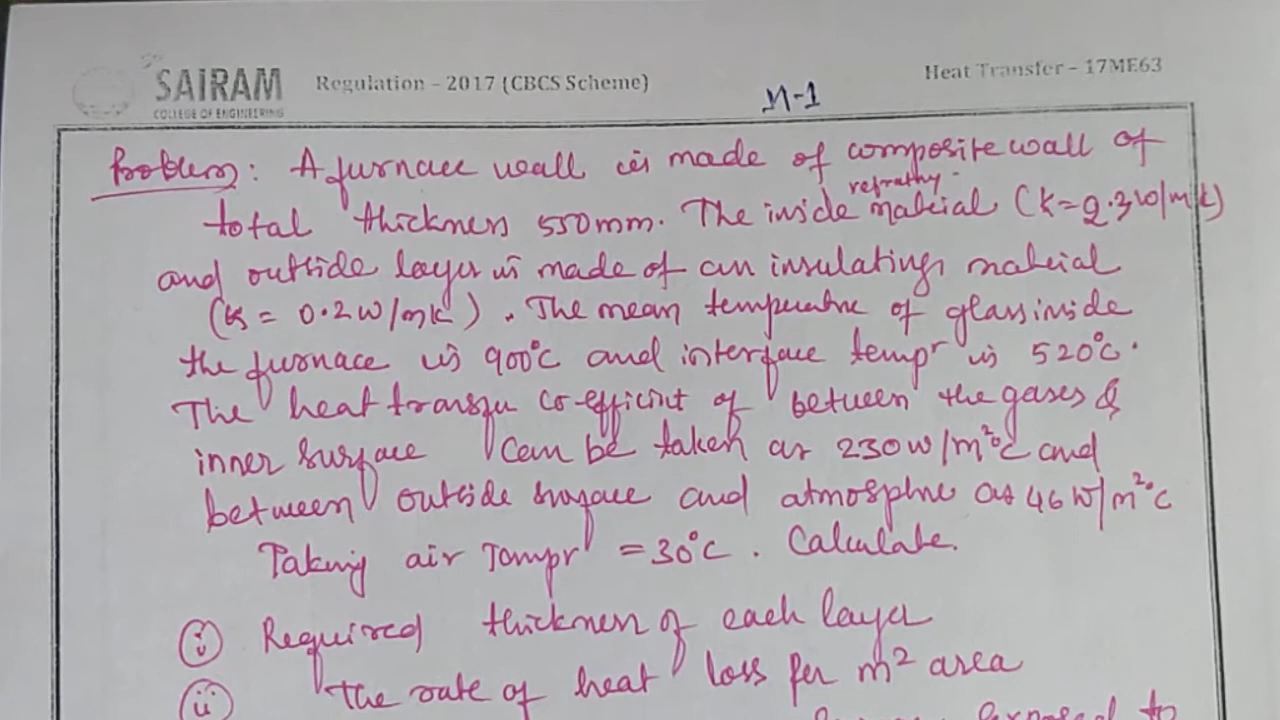 SAIRAM
COLLEGE OF ENGINEERING
Regulation - 2017 (CBCS Scheme)
Heat Transfer - 17ME63
M-1
Problem: A furnace wall is made of composite wall of
total thickness 550mm. The inside refrathy material (K=2.3w/mk)
and outside layer is made of an insulating material
(k = 0.2w/mk). The mean temperature of glass inside
the furnace is 900°c and interface tempr is 520°c.
The heat transfer co-efficint of between the gases &
inner surface can be taken as 230w/m²°c and
between outside surface and atmosphre as 46w/m²°c
Taking air Tempr = 30°c. Calculate.
(i) Required thickness of each layer
(ii) the rate of heat loss per m² area
exposed to